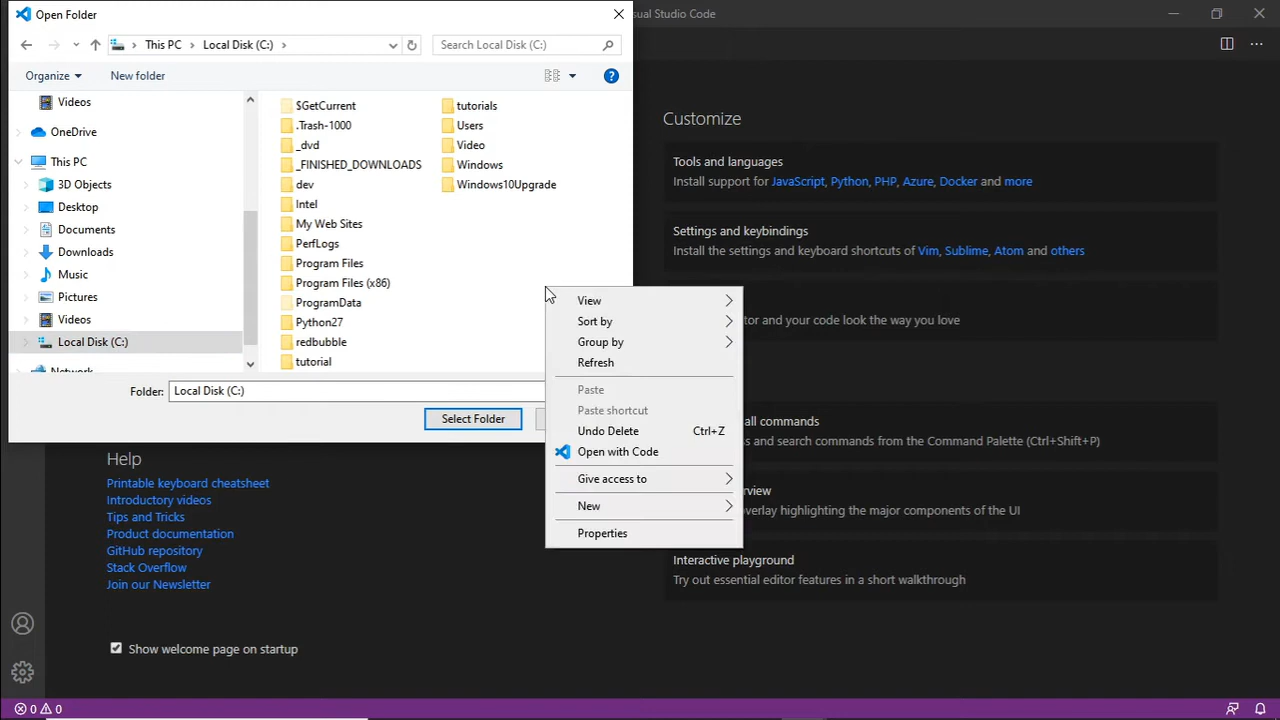 Open Folder
sual Studio Code
This PC
Local Disk (C:)
Search Local Disk (C:)
Organize
New folder
?
Videos
OneDrive
This PC
3D Objects
Desktop
Documents
Downloads
Music
Pictures
Videos
Local Disk (C:)
Network
$GetCurrent
.Trash-1000
_dvd
_FINISHED_DOWNLOADS
dev
Intel
My Web Sites
PerfLogs
Program Files
Program Files (x86)
ProgramData
Python27
redbubble
tutorial
tutorials
Users
Video
Windows
Windows10Upgrade
Folder:
Local Disk (C:)
Select Folder
View
Sort by
Group by
Refresh
Paste
Paste shortcut
Undo Delete Ctrl+Z
Open with Code
Give access to
New
Properties
Customize
Tools and languages
Install support for JavaScript, Python, PHP, Azure, Docker and more
Settings and keybindings
Install the settings and keyboard shortcuts of Vim, Sublime, Atom and others
tor and your code look the way you love
all commands
s and search commands from the Command Palette (Ctrl+Shift+P)
rview
overlay highlighting the major components of the UI
Interactive playground
Try out essential editor features in a short walkthrough
Help
Printable keyboard cheatsheet
Introductory videos
Tips and Tricks
Product documentation
GitHub repository
Stack Overflow
Join our Newsletter
Show welcome page on startup
0 0